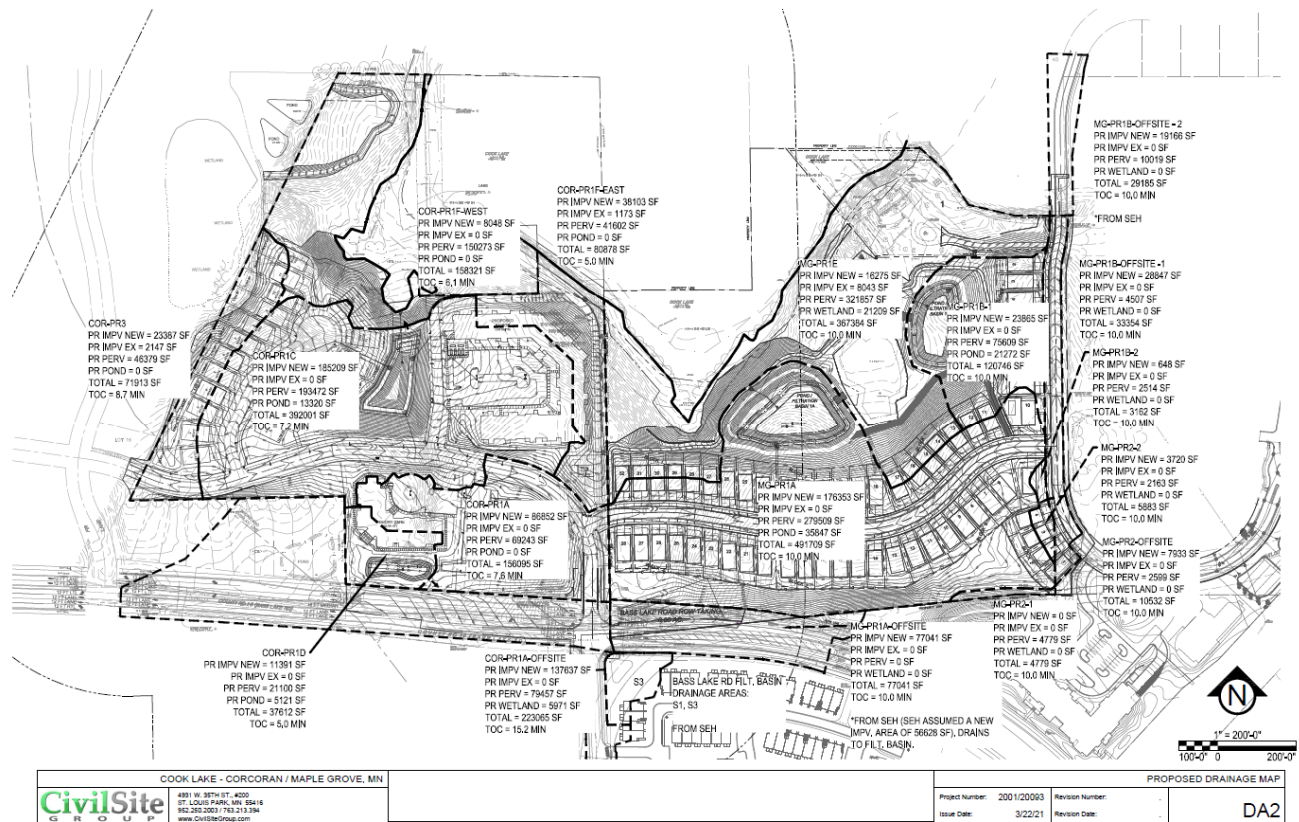 MG-PR1B-OFFSITE -2
PR IMPV NEW = 19166 SF
PR IMPV EX = 0 SF
PR PERV = 10019 SF
PR WETLAND = 0 SF
TOTAL = 29185 SF
TOC = 10.0 MIN
*FROM SEH
COR-PR1F-EAST
PR IMPV NEW = 38103 SF
PR IMPV EX = 1173 SF
PR PERV = 41602 SF
PR POND = 0 SF
TOTAL = 80878 SF
TOC = 5.0 MIN
COR-PR1F-WEST
PR IMPV NEW = 8048 SF
PR IMPV EX = 0 SF
PR PERV = 150273 SF
PR POND = 0 SF
TOTAL = 158321 SF
TOC = 6.1 MIN
MG-PR1E
PR IMPV NEW = 16275 SF
PR IMPV EX = 8043 SF
PR PERV = 321857 SF
PR WETLAND = 21209 SF
TOTAL = 367384 SF
TOC = 10.0 MIN
MG-PR1B-OFFSITE -1
PR IMPV NEW = 28847 SF
PR IMPV EX = 0 SF
PR PERV = 4507 SF
PR WETLAND = 0 SF
TOTAL = 33354 SF
TOC = 10.0 MIN
MG-PR1B-1
PR IMPV NEW = 23865 SF
PR IMPV EX = 0 SF
PR PERV = 75609 SF
PR POND = 21272 SF
TOTAL = 120746 SF
TOC = 10.0 MIN
COR-PR3
PR IMPV NEW = 23387 SF
PR IMPV EX = 2147 SF
PR PERV = 46379 SF
PR POND = 0 SF
TOTAL = 71913 SF
TOC = 8.7 MIN
COR-PR1C
PR IMPV NEW = 185209 SF
PR IMPV EX = 0 SF
PR PERV = 193472 SF
PR POND = 13320 SF
TOTAL = 392001 SF
TOC = 7.2 MIN
MG-PR1B-2
PR IMPV NEW = 648 SF
PR IMPV EX = 0 SF
PR PERV = 2514 SF
PR WETLAND = 0 SF
TOTAL = 3162 SF
TOC = 10.0 MIN
MG-PR2-2
PR IMPV NEW = 3720 SF
PR IMPV EX = 0 SF
PR PERV = 2163 SF
PR WETLAND = 0 SF
TOTAL = 5883 SF
TOC = 10.0 MIN
MG-PR1A
PR IMPV NEW = 176353 SF
PR IMPV EX = 0 SF
PR PERV = 279509 SF
PR POND = 35847 SF
TOTAL = 491709 SF
TOC = 10.0 MIN
COR-PR1A
PR IMPV NEW = 86852 SF
PR IMPV EX = 0 SF
PR PERV = 69243 SF
PR POND = 0 SF
TOTAL = 156095 SF
TOC = 7.6 MIN
MG-PR2-OFFSITE
PR IMPV NEW = 7933 SF
PR IMPV EX = 0 SF
PR PERV = 2599 SF
PR WETLAND = 0 SF
TOTAL = 10532 SF
TOC = 10.0 MIN
MG-PR2-1
PR IMPV NEW = 0 SF
PR IMPV EX = 0 SF
PR PERV = 4779 SF
PR WETLAND = 0 SF
TOTAL = 4779 SF
TOC = 10.0 MIN
MG-PR1A-OFFSITE
PR IMPV NEW = 77041 SF
PR IMPV EX. = 0 SF
PR PERV = 0 SF
PR WETLAND = 0 SF
TOTAL = 77041 SF
TOC = 10.0 MIN
*FROM SEH (SEH ASSUMED A NEW
IMPV, AREA OF 56628 SF), DRAINS
TO FILT. BASIN.
COR-PR1D
PR IMPV NEW = 11391 SF
PR IMPV EX = 0 SF
PR PERV = 21100 SF
PR POND = 5121 SF
TOTAL = 37612 SF
TOC = 5.0 MIN
COR-PR1A-OFFSITE
PR IMPV NEW = 137637 SF
PR IMPV EX = 0 SF
PR PERV = 79457 SF
PR WETLAND = 5971 SF
TOTAL = 223065 SF
TOC = 15.2 MIN
S3
BASS LAKE RD FILT. BASIN
DRAINAGE AREAS:
S1, S3
FROM SEH
N
1" = 200'-0"
100'-0" 0 200'-0"
COOK LAKE - CORCORAN / MAPLE GROVE, MN
CivilSite
GROUP
4931 W. 35TH ST., #200
ST. LOUIS PARK, MN 55416
952.250.2003 / 763.213.394
www.CivilSiteGroup.com
PROPOSED DRAINAGE MAP
Project Number: 2001/20093
Revision Number: .
Issue Date: 3/22/21
Revision Date: .
DA2